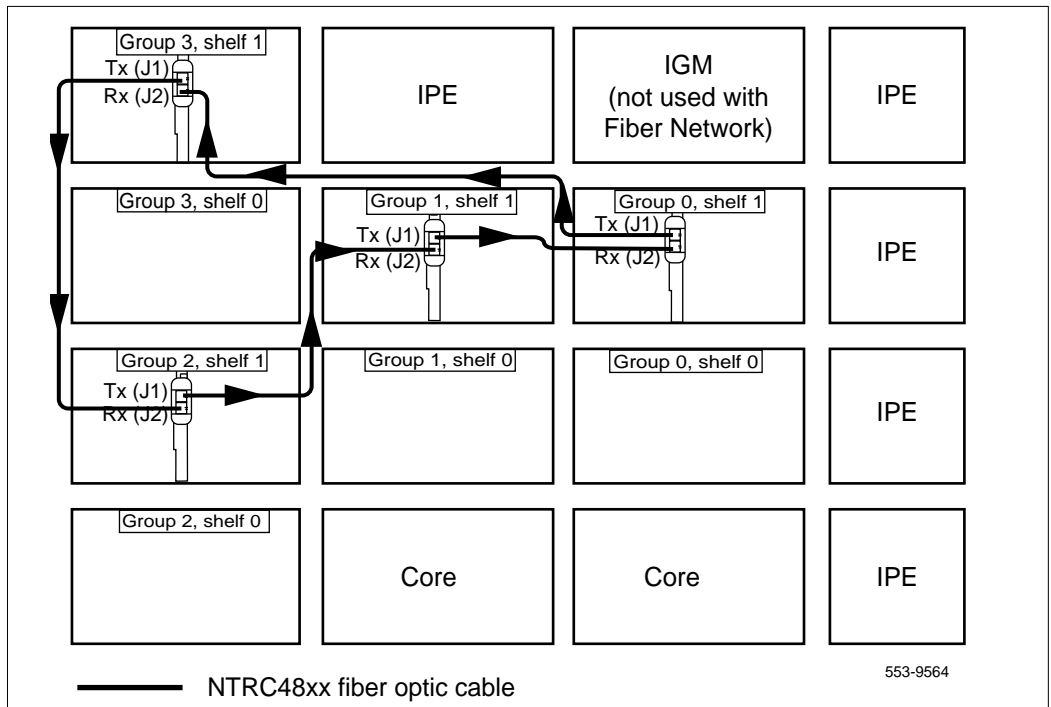 Group 3, shelf 1
Tx (J1)
Rx (J2)
IPE
IGM
(not used with
Fiber Network)
IPE
Group 3, shelf 0
Group 1, shelf 1
Tx (J1)
Rx (J2)
Group 0, shelf 1
Tx (J1)
Rx (J2)
IPE
Group 2, shelf 1
Tx (J1)
Rx (J2)
Group 1, shelf 0
Group 0, shelf 0
IPE
Group 2, shelf 0
Core
Core
IPE
NTRC48xx fiber optic cable
553-9564